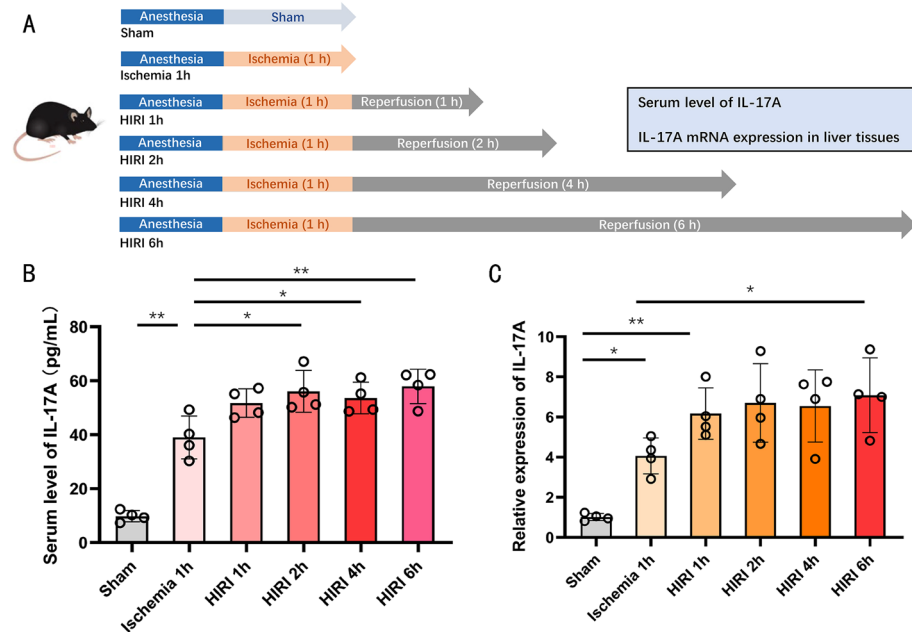 A
Anesthesia Sham
Sham
Anesthesia Ischemia (1 h)
Ischemia 1h
Anesthesia Ischemia (1 h) Reperfusion (1 h)
HIRI 1h
Anesthesia Ischemia (1 h) Reperfusion (2 h)
HIRI 2h
Anesthesia Ischemia (1 h) Reperfusion (4 h)
HIRI 4h
Anesthesia Ischemia (1 h) Reperfusion (6 h)
HIRI 6h
Serum level of IL-17A
IL-17A mRNA expression in liver tissues
B
Serum level of IL-17A (pg/mL)
80
60
40
20
0
**
*
** *
Sham
Ischemia 1h
HIRI 1h
HIRI 2h
HIRI 4h
HIRI 6h
C
Relative expression of IL-17A
10
8
6
4
2
0
*
**
*
Sham
Ischemia 1h
HIRI 1h
HIRI 2h
HIRI 4h
HIRI 6h